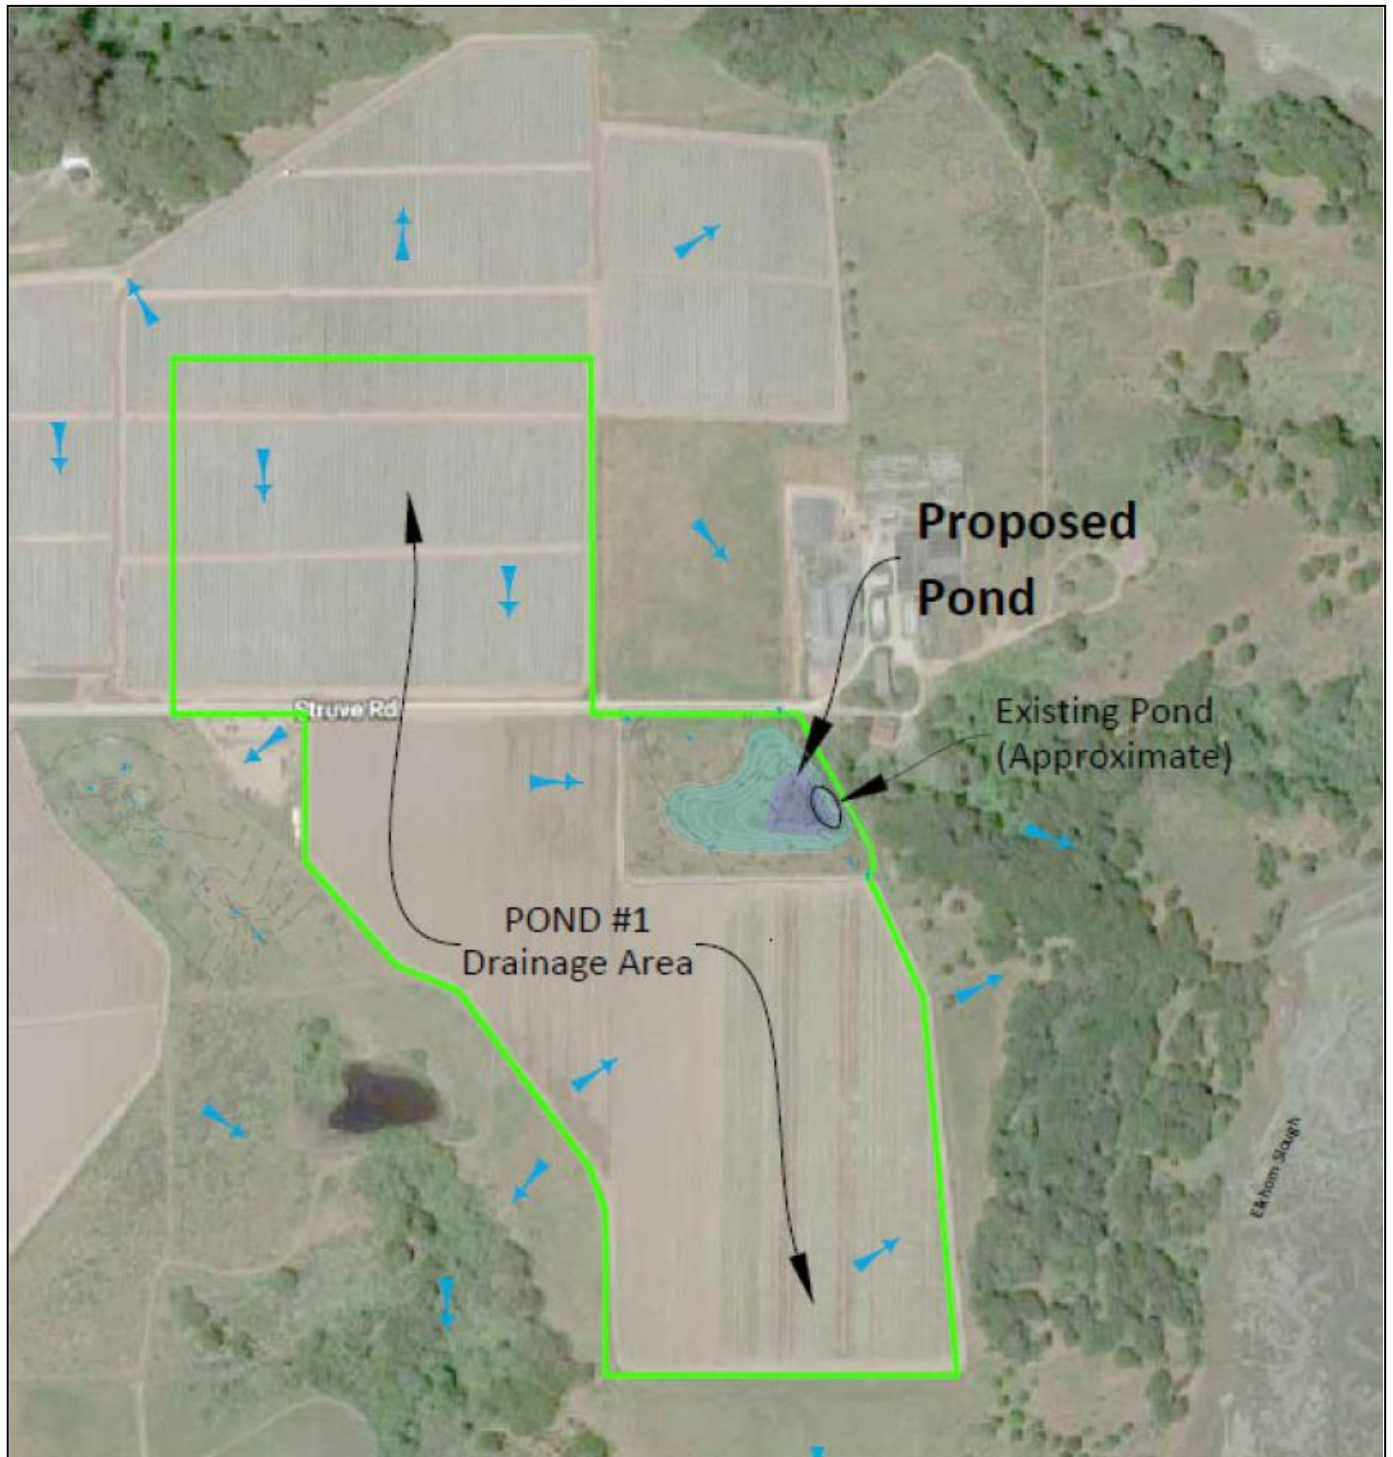 Proposed
Pond
Struve Rd
Existing Pond
(Approximate)
POND #1
Drainage Area
Elkhorn Slough